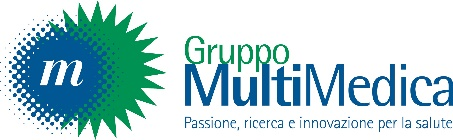 m
Gruppo
MultiMedica
Passione, ricerca e innovazione per la salute